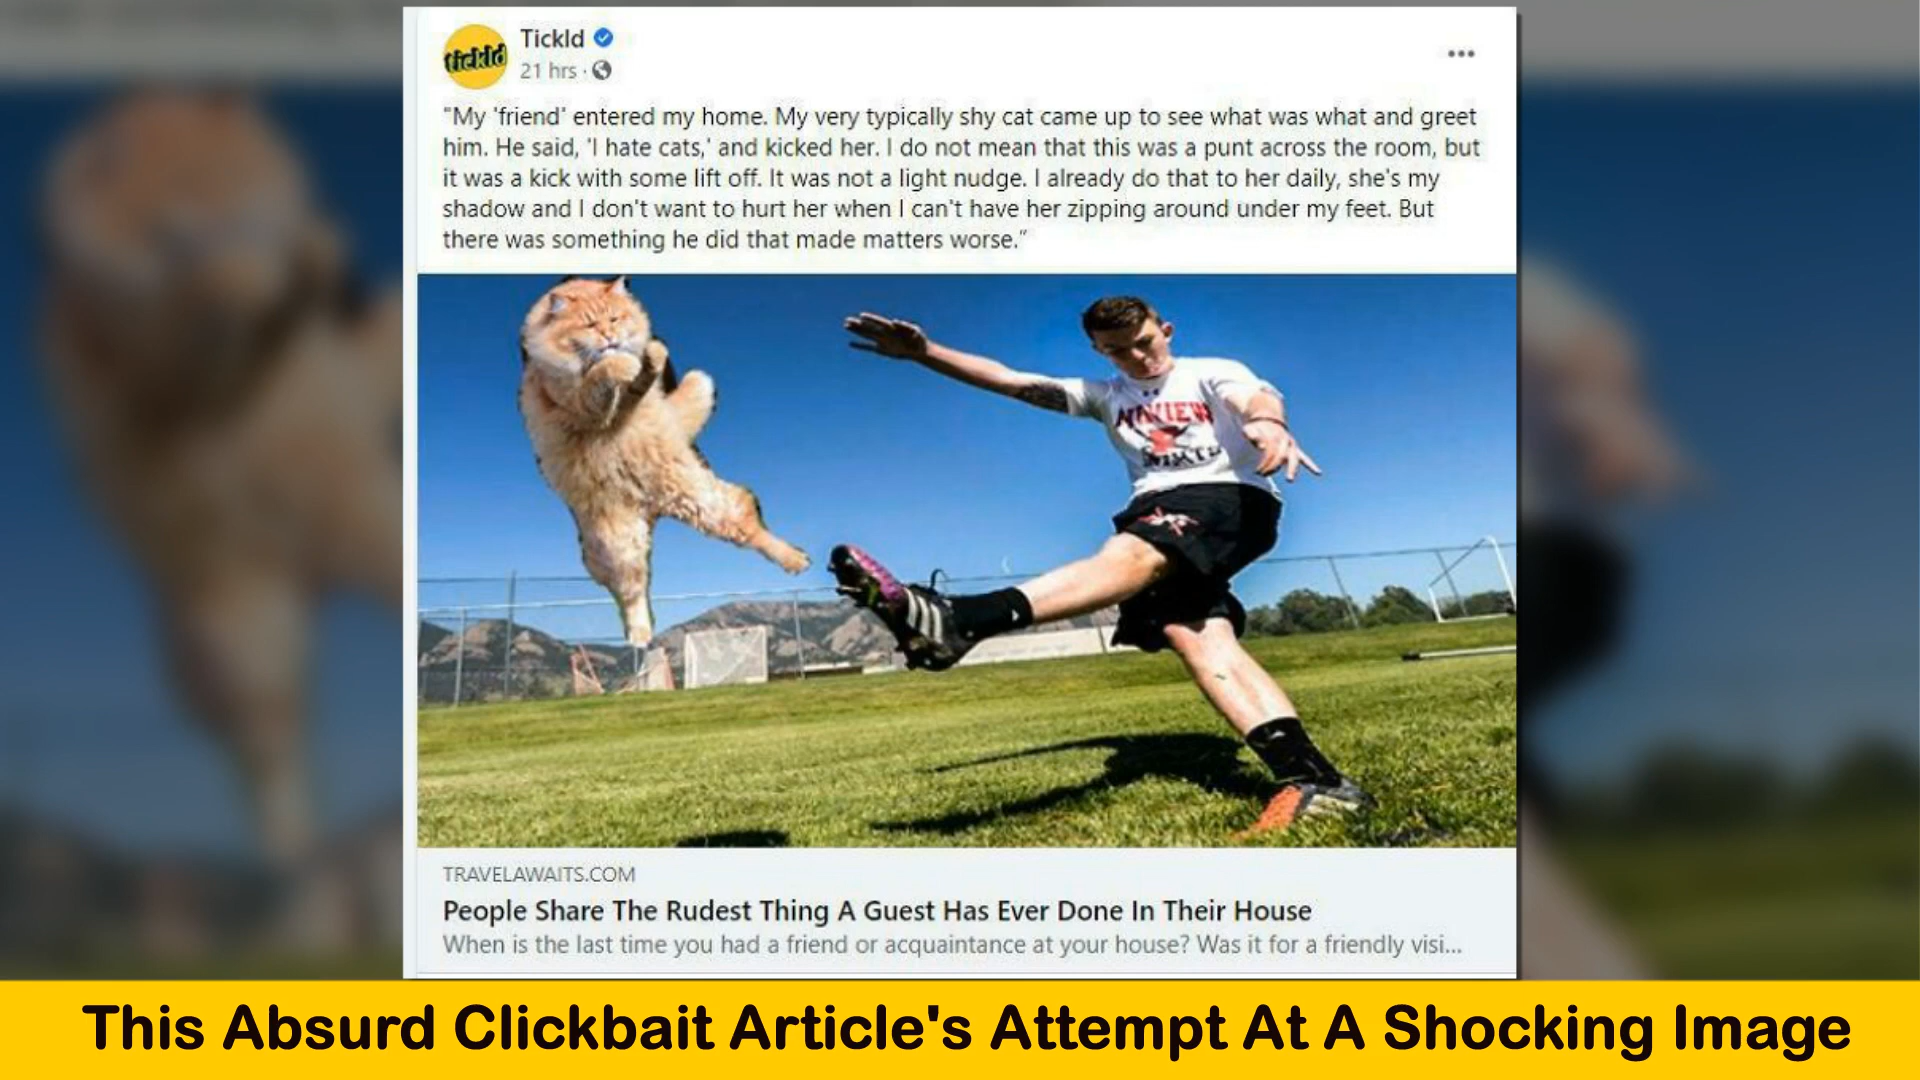 tickld
Tickld
21 hrs ·
"My 'friend' entered my home. My very typically shy cat came up to see what was what and greet
him. He said, 'I hate cats,' and kicked her. I do not mean that this was a punt across the room, but
it was a kick with some lift off. It was not a light nudge. I already do that to her daily, she's my
shadow and I don't want to hurt her when I can't have her zipping around under my feet. But
there was something he did that made matters worse."
TRAVELAWAITS.COM
People Share The Rudest Thing A Guest Has Ever Done In Their House
When is the last time you had a friend or acquaintance at your house? Was it for a friendly visi...
This Absurd Clickbait Article's Attempt At A Shocking Image